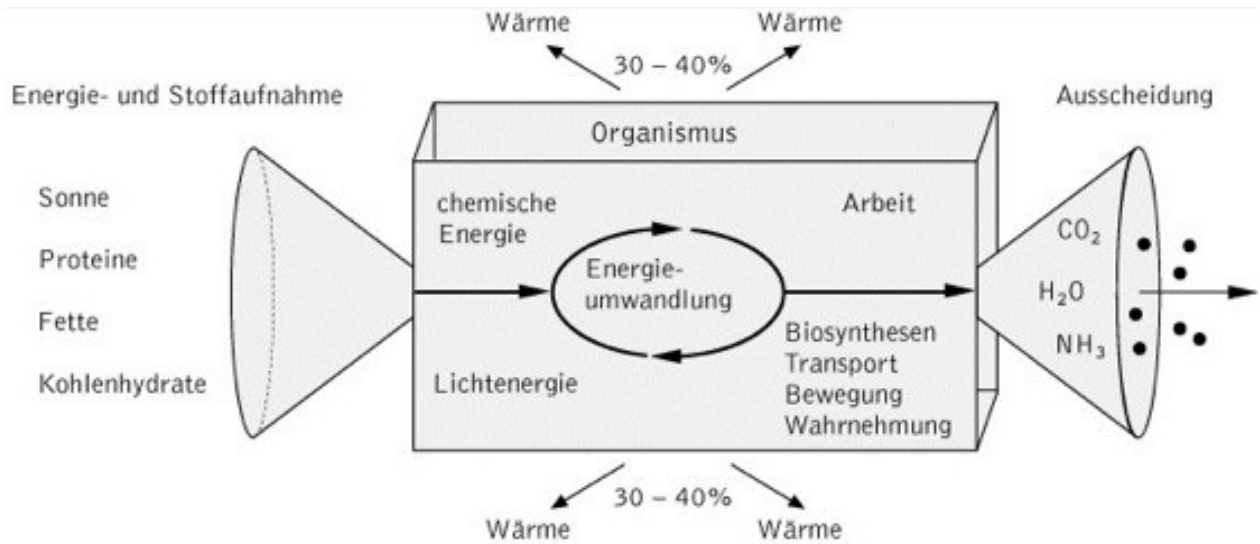 Wärme Wärme
30 – 40%
Energie- und Stoffaufnahme
Ausscheidung
Organismus
Sonne
Proteine
Fette
Kohlenhydrate
chemische
Energie
Lichtenergie
Energie-
umwandlung
Arbeit
Biosynthesen
Transport
Bewegung
Wahrnehmung
CO₂
H₂O
NH₃
30 – 40%
Wärme Wärme